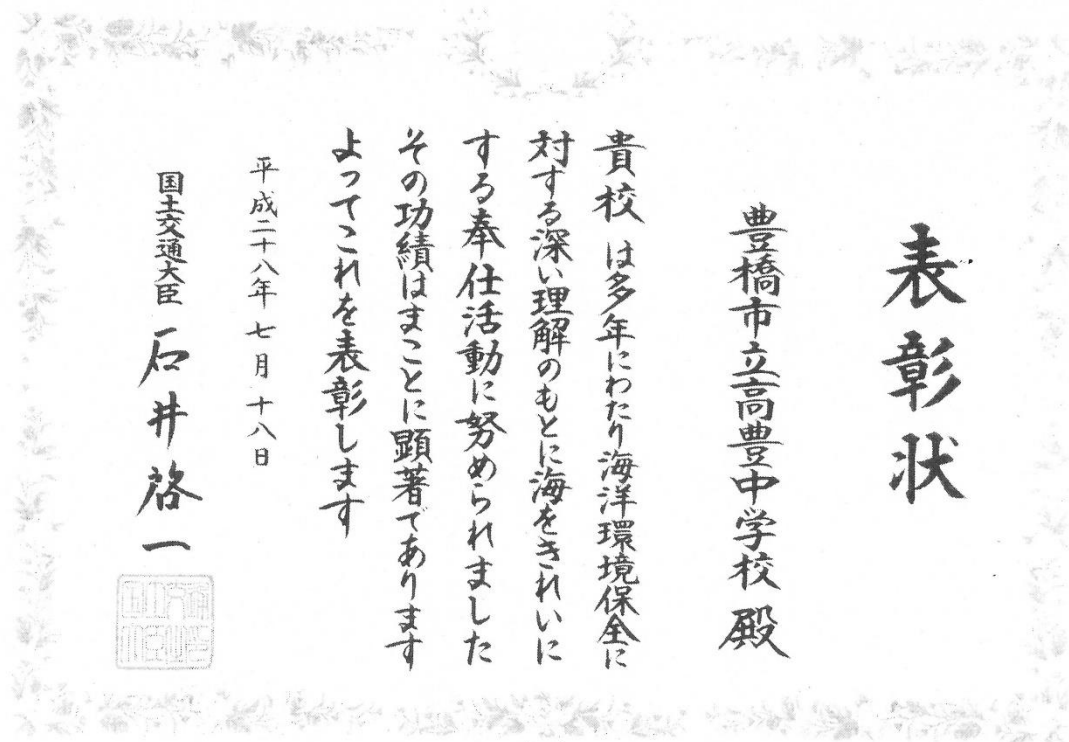 表彰状
豊橋市立高豊中学校 殿
貴校 は多年にわたり海洋環境保全に
対する深い理解のもとに海をきれいに
する奉仕活動に努められました
その功績はまことに顕著であります
よってこれを表彰します
平成二十八年七月十八日
国土交通大臣 石井啓一